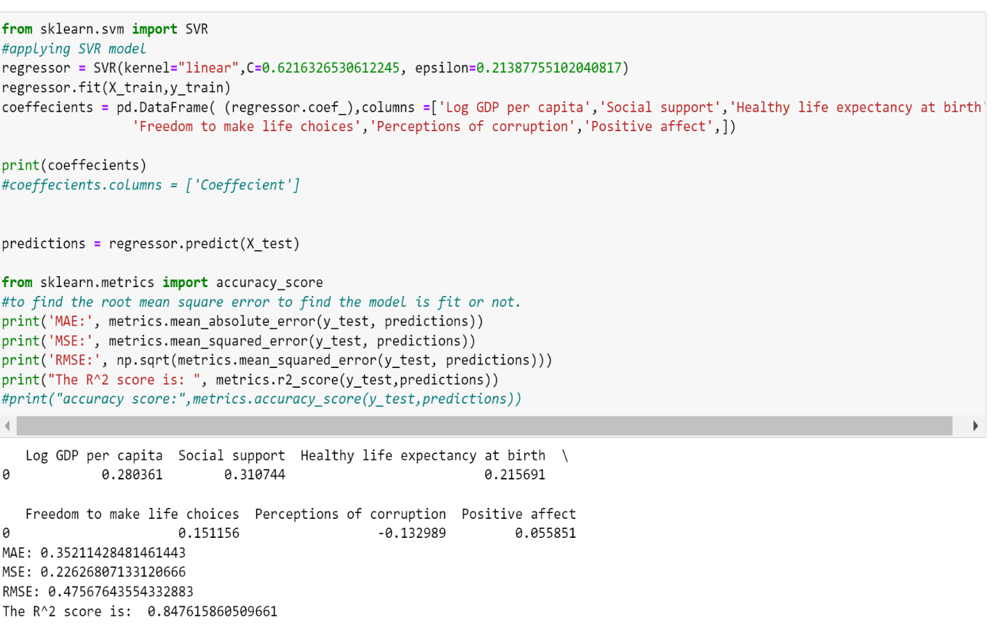 from sklearn.svm import SVR
#applying SVR model
regressor = SVR(kernel="linear",C=0.6216326530612245, epsilon=0.21387755102040817)
regressor.fit(X_train,y_train)
coeffecients = pd.DataFrame( (regressor.coef_),columns =['Log GDP per capita','Social support','Healthy life expectancy at birth'
'Freedom to make life choices','Perceptions of corruption','Positive affect',])
print(coeffecients)
#coeffecients.columns = ['Coeffecient']
predictions = regressor.predict(X_test)
from sklearn.metrics import accuracy_score
#to find the root mean square error to find the model is fit or not.
print('MAE:', metrics.mean_absolute_error(y_test, predictions))
print('MSE:', metrics.mean_squared_error(y_test, predictions))
print('RMSE:', np.sqrt(metrics.mean_squared_error(y_test, predictions)))
print("The R^2 score is: ", metrics.r2_score(y_test,predictions))
#print("accuracy score:",metrics.accuracy_score(y_test,predictions))
Log GDP per capita  Social support  Healthy life expectancy at birth  \
0            0.280361        0.310744                          0.215691
Freedom to make life choices  Perceptions of corruption  Positive affect
0                      0.151156                  -0.132989         0.055851
MAE: 0.35211428481461443
MSE: 0.22626807133120666
RMSE: 0.47567643554332883
The R^2 score is:  0.847615860509661